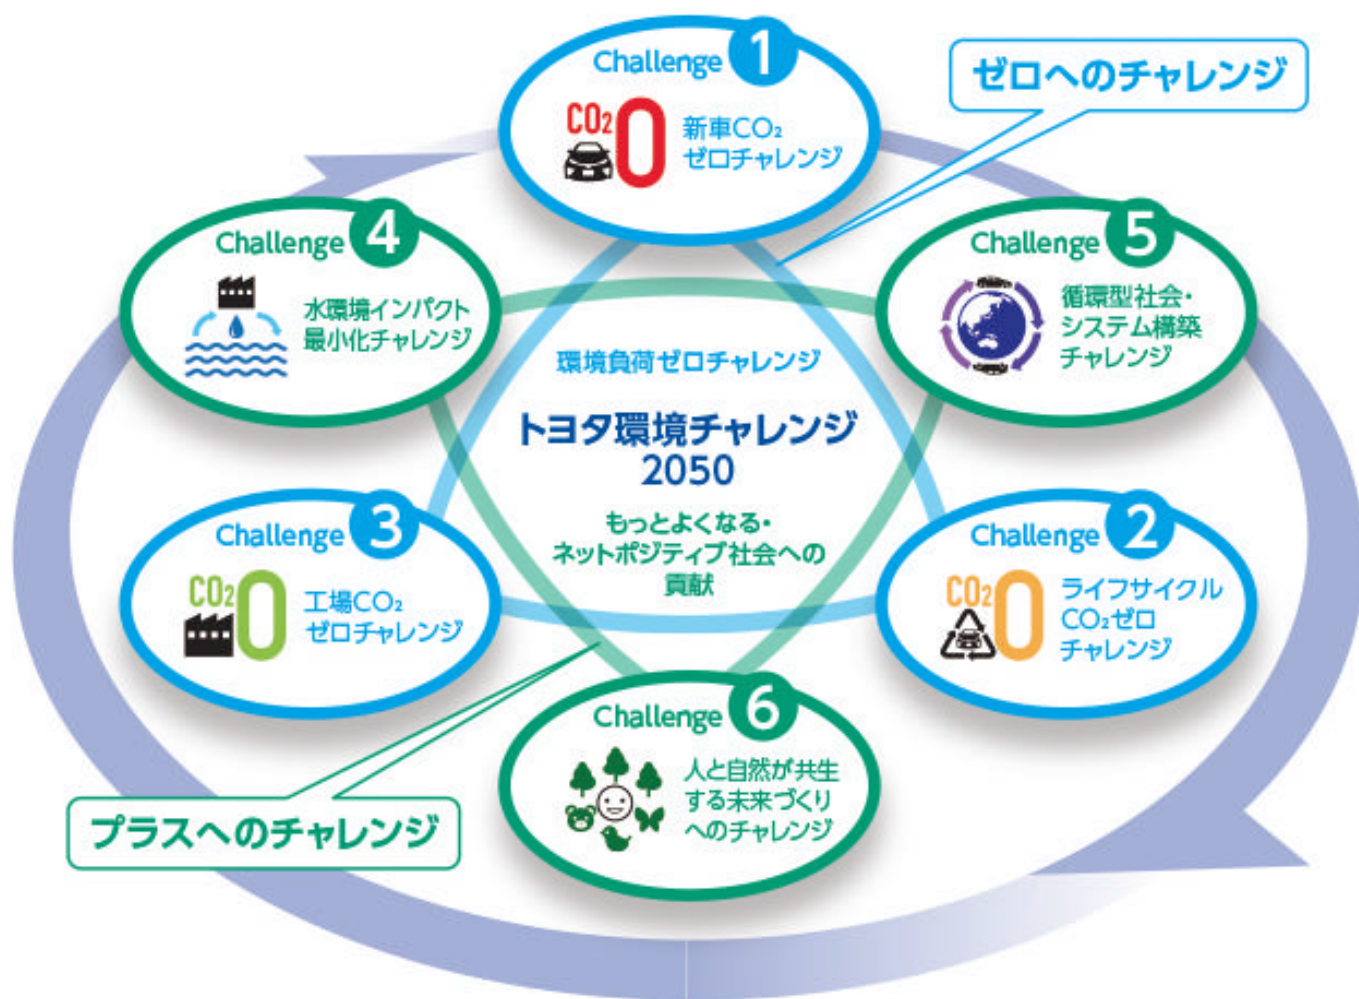 Challenge 1
CO₂ 0
新車CO₂
ゼロチャレンジ
ゼロへのチャレンジ
Challenge 4
水環境インパクト
最小化チャレンジ
Challenge 5
循環型社会・
システム構築
チャレンジ
環境負荷ゼロチャレンジ
トヨタ環境チャレンジ
2050
もっとよくなる・
ネットポジティブ社会への
貢献
Challenge 3
CO₂ 0
工場CO₂
ゼロチャレンジ
Challenge 2
CO₂ 0
ライフサイクル
CO₂ゼロ
チャレンジ
Challenge 6
人と自然が共生
する未来づくり
へのチャレンジ
プラスへのチャレンジ